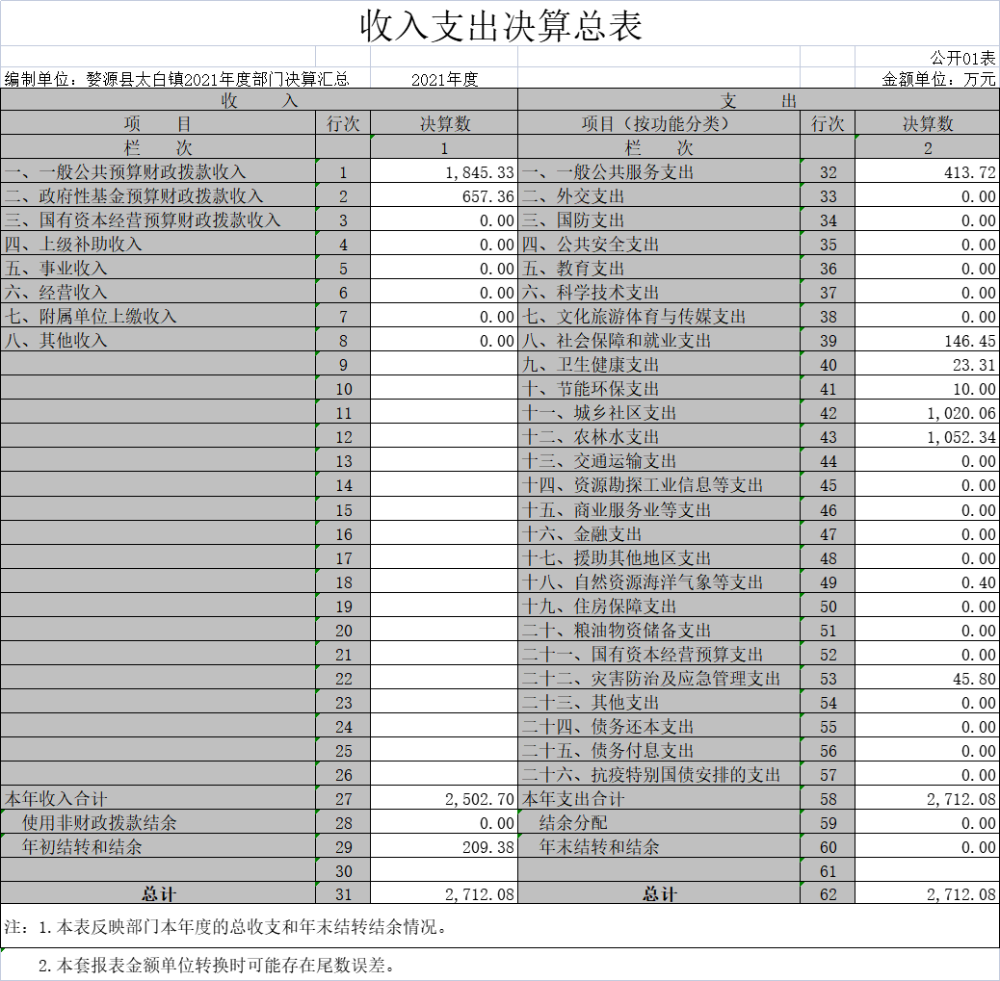 收入支出决算总表
公开01表
编制单位：婺源县太白镇2021年度部门决算汇总 2021年度 金额单位：万元
收 入 支 出
项 目 行次 决算数 项目（按功能分类） 行次 决算数
栏 次 1 栏 次 2
一、一般公共预算财政拨款收入 1 1,845.33 一、一般公共服务支出 32 413.72
二、政府性基金预算财政拨款收入 2 657.36 二、外交支出 33 0.00
三、国有资本经营预算财政拨款收入 3 0.00 三、国防支出 34 0.00
四、上级补助收入 4 0.00 四、公共安全支出 35 0.00
五、事业收入 5 0.00 五、教育支出 36 0.00
六、经营收入 6 0.00 六、科学技术支出 37 0.00
七、附属单位上缴收入 7 0.00 七、文化旅游体育与传媒支出 38 0.00
八、其他收入 8 0.00 八、社会保障和就业支出 39 146.45
9 九、卫生健康支出 40 23.31
10 十、节能环保支出 41 10.00
11 十一、城乡社区支出 42 1,020.06
12 十二、农林水支出 43 1,052.34
13 十三、交通运输支出 44 0.00
14 十四、资源勘探工业信息等支出 45 0.00
15 十五、商业服务业等支出 46 0.00
16 十六、金融支出 47 0.00
17 十七、援助其他地区支出 48 0.00
18 十八、自然资源海洋气象等支出 49 0.40
19 十九、住房保障支出 50 0.00
20 二十、粮油物资储备支出 51 0.00
21 二十一、国有资本经营预算支出 52 0.00
22 二十二、灾害防治及应急管理支出 53 45.80
23 二十三、其他支出 54 0.00
24 二十四、债务还本支出 55 0.00
25 二十五、债务付息支出 56 0.00
26 二十六、抗疫特别国债安排的支出 57 0.00
本年收入合计 27 2,502.70 本年支出合计 58 2,712.08
使用非财政拨款结余 28 0.00 结余分配 59 0.00
年初结转和结余 29 209.38 年末结转和结余 60 0.00
30 61
总计 31 2,712.08 总计 62 2,712.08
注：1.本表反映部门本年度的总收支和年末结转结余情况。
2.本套报表金额单位转换时可能存在尾数误差。